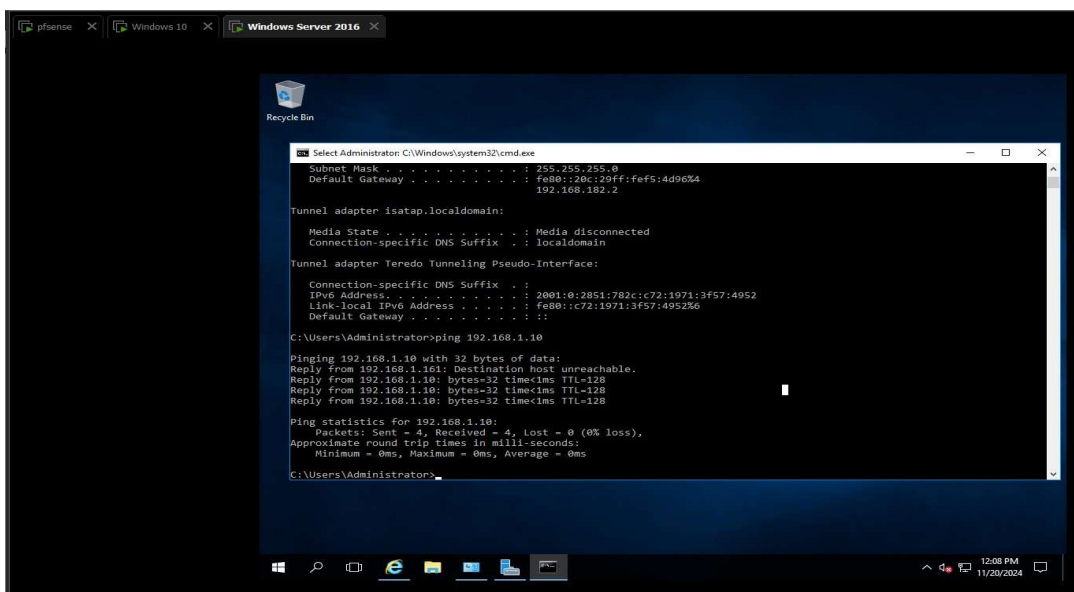 pfsense
Windows 10
Windows Server 2016
Recycle Bin
Select Administrator: C:\Windows\system32\cmd.exe
Subnet Mask . . . . . . . . . . . : 255.255.255.0
Default Gateway . . . . . . . . . : fe80::20c:29ff:fef5:4d96%4
192.168.182.2
Tunnel adapter isatap.localdomain:
Media State . . . . . . . . . . . : Media disconnected
Connection-specific DNS Suffix  . : localdomain
Tunnel adapter Teredo Tunneling Pseudo-Interface:
Connection-specific DNS Suffix  . :
IPv6 Address. . . . . . . . . . . : 2001:0:2851:782c:c72:1971:3f57:4952
Link-local IPv6 Address . . . . . : fe80::c72:1971:3f57:4952%6
Default Gateway . . . . . . . . . : ::
C:\Users\Administrator>ping 192.168.1.10
Pinging 192.168.1.10 with 32 bytes of data:
Reply from 192.168.1.161: Destination host unreachable.
Reply from 192.168.1.10: bytes=32 time<1ms TTL=128
Reply from 192.168.1.10: bytes=32 time<1ms TTL=128
Reply from 192.168.1.10: bytes=32 time<1ms TTL=128
Ping statistics for 192.168.1.10:
Packets: Sent = 4, Received = 4, Lost = 0 (0% loss),
Approximate round trip times in milli-seconds:
Minimum = 0ms, Maximum = 0ms, Average = 0ms
C:\Users\Administrator>
12:08 PM
11/20/2024